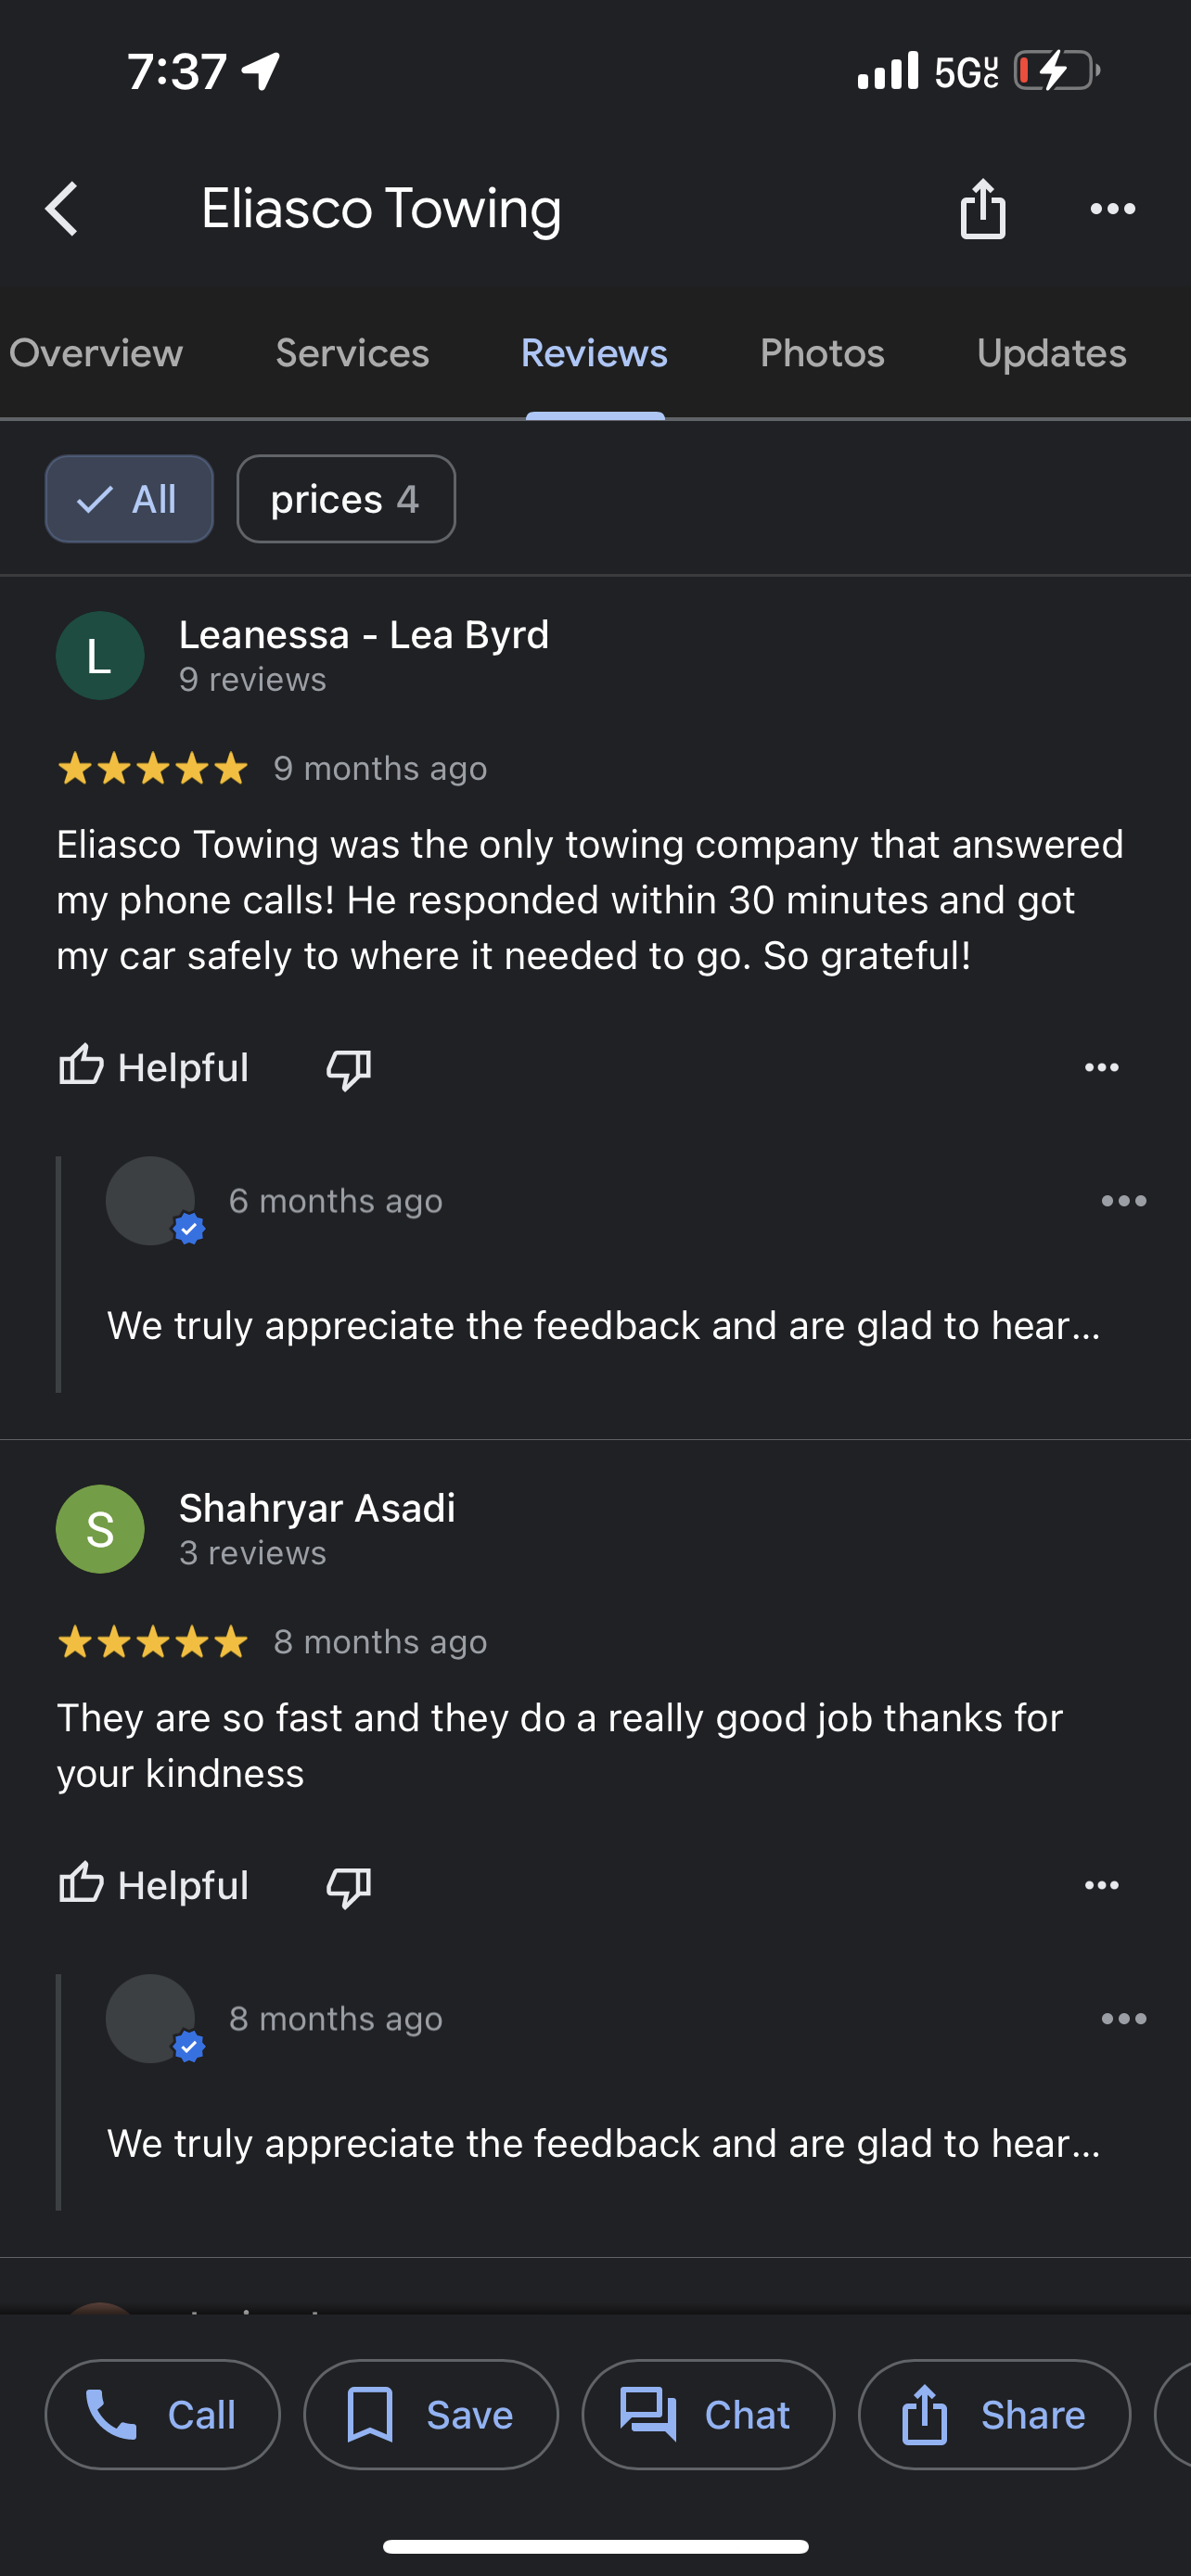 7:37
5GUC
Eliasco Towing
Overview Services Reviews Photos Updates
All prices 4
L
Leanessa - Lea Byrd
9 reviews
9 months ago
Eliasco Towing was the only towing company that answered
my phone calls! He responded within 30 minutes and got
my car safely to where it needed to go. So grateful!
Helpful
6 months ago
We truly appreciate the feedback and are glad to hear...
S
Shahryar Asadi
3 reviews
8 months ago
They are so fast and they do a really good job thanks for
your kindness
Helpful
8 months ago
We truly appreciate the feedback and are glad to hear...
Call Save Chat Share